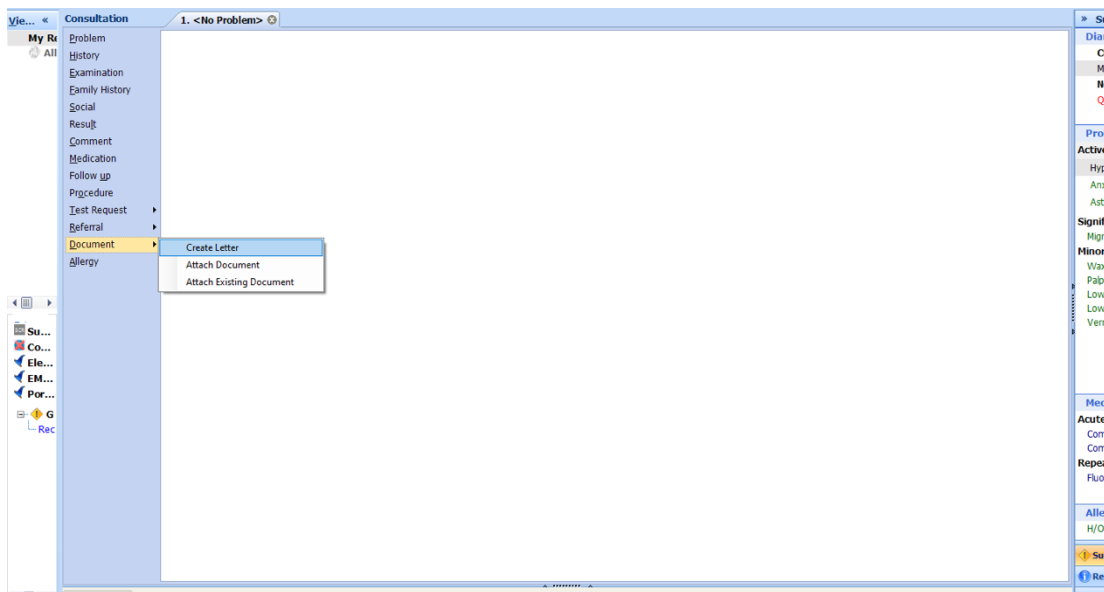 Vie... «
My Re
All
Su...
Co...
Ele...
EM...
Por...
G
Rec
Consultation
Problem
History
Examination
Family History
Social
Result
Comment
Medication
Follow up
Procedure
Test Request
Referral
Document
Allergy
1. <No Problem>
Create Letter
Attach Document
Attach Existing Document
» Su
Diar
C
M
N
Q
Pro
Active
Hyp
Anx
Ast
Signif
Migr
Minor
Wax
Palp
Low
Low
Verr
Med
Acute
Com
Com
Repea
Fluo
Alle
H/O
Su
Re